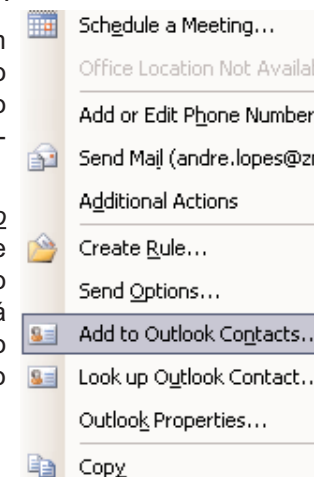 Schedule a Meeting...
Office Location Not Availal
Add or Edit Phone Number
Send Mail (andre.lopes@zr
Additional Actions
Create Rule...
Send Options...
Add to Outlook Contacts..
Look up Outlook Contact..
Outlook Properties...
Copy